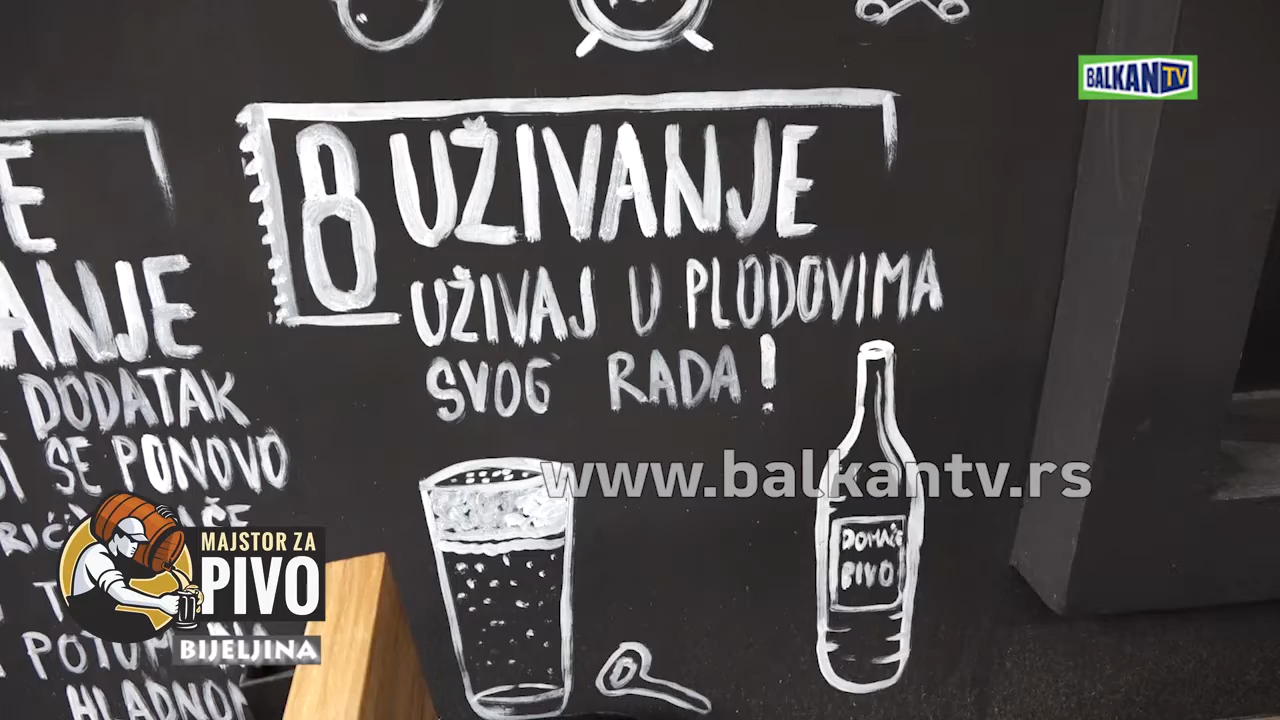 BALKAN TV
8 UŽIVANJE
UŽIVAJ U PLODOVIMA
SVOG RADA!
ANJE
DODATAK
SE PONOVO
www.balkantv.rs
DOMAĆE
PIVO
MAJSTOR ZA
PIVO
BIJELJINA
HLADNOM